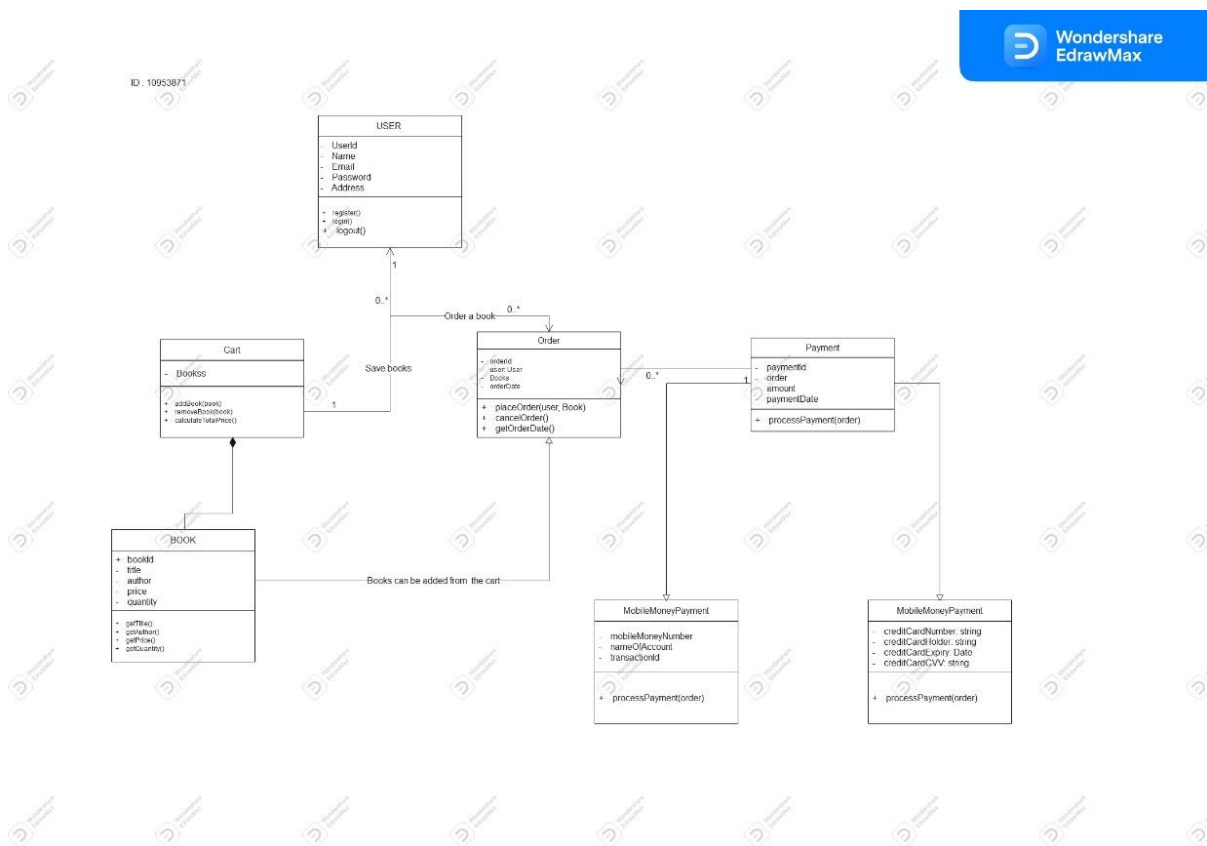 Wondershare
EdrawMax
ID : 10953871
USER
- UserId
- Name
- Email
- Password
- Address
+ register()
+ login()
+ logout()
1
0..*
Order a book
0..*
Save books
1
Cart
- Bookss
+ addBook(book)
+ removeBook(book)
+ calculateTotalPrice()
Order
- orderId
- user: User
- Books
- orderDate
+ placeOrder(user, Book)
+ cancelOrder()
+ getOrderDate()
0..*
1
Payment
- paymentId
- order
- amount
- paymentDate
+ processPayment(order)
BOOK
+ bookId
- title
- author
- price
- quantity
+ getTitle()
+ getAuthor()
+ getPrice()
+ getQuantity()
Books can be added from the cart
MobileMoneyPayment
- mobileMoneyNumber
- nameOfAccount
- transactionId
+ processPayment(order)
MobileMoneyPayment
- creditCardNumber: string
- creditCardHolder: string
- creditCardExpiry: Date
- creditCardCVV: string
+ processPayment(order)